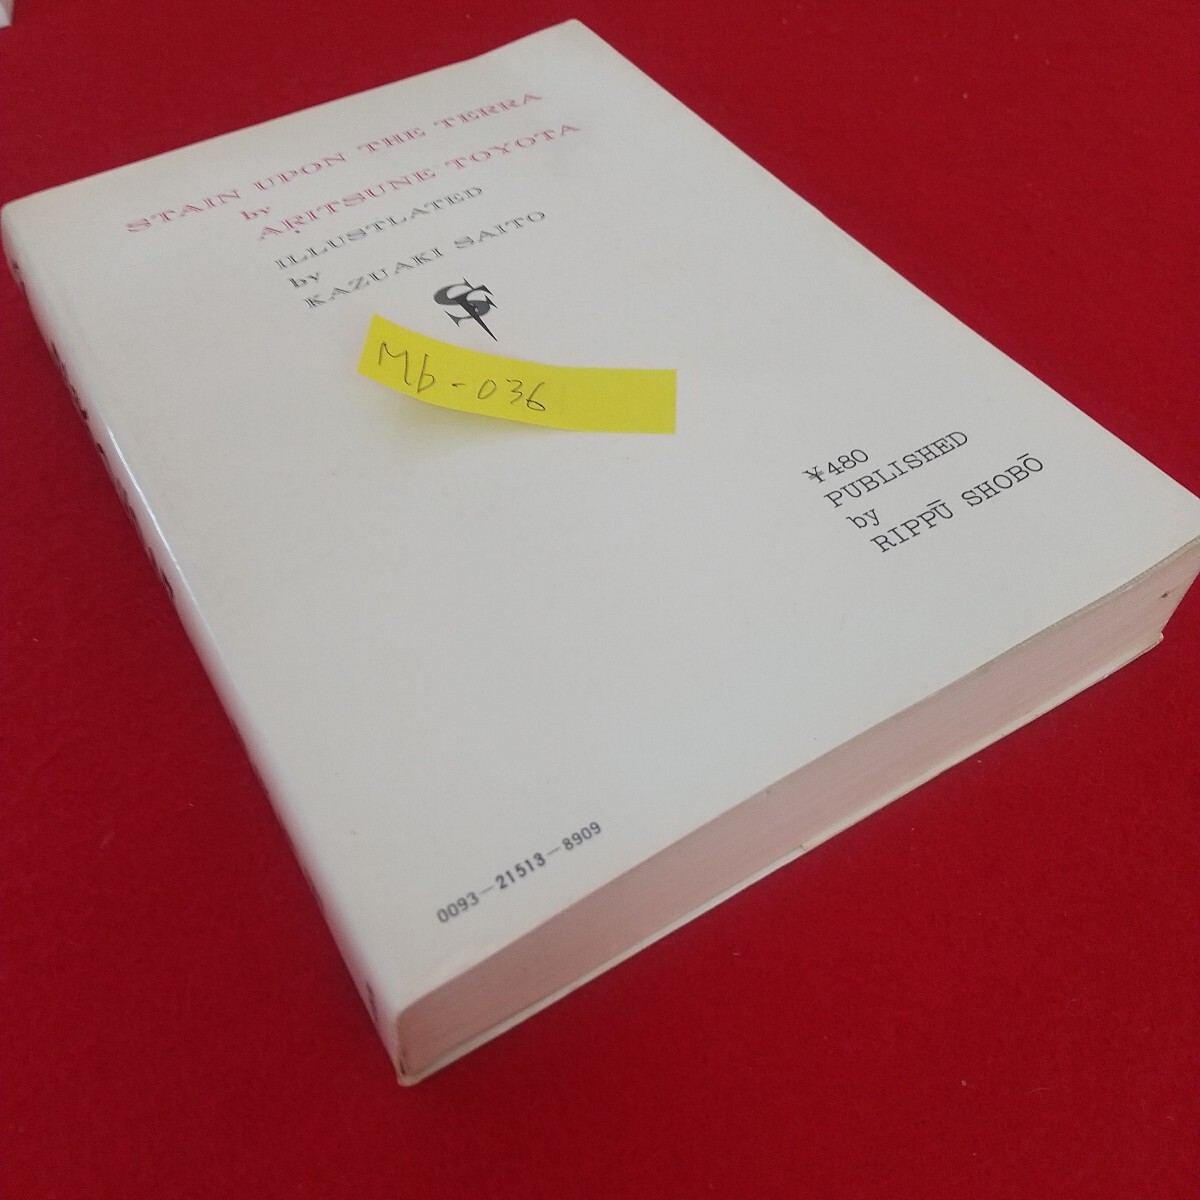 STAIN UPON THE TERRA
by
ARITSUNE TOYOTA
ILLUSTLATED
by
KAZUAKI SAITO
SF
Mb-036
¥480
PUBLISHED
by
RIPPŪ SHOBŌ
0093-21513-8909